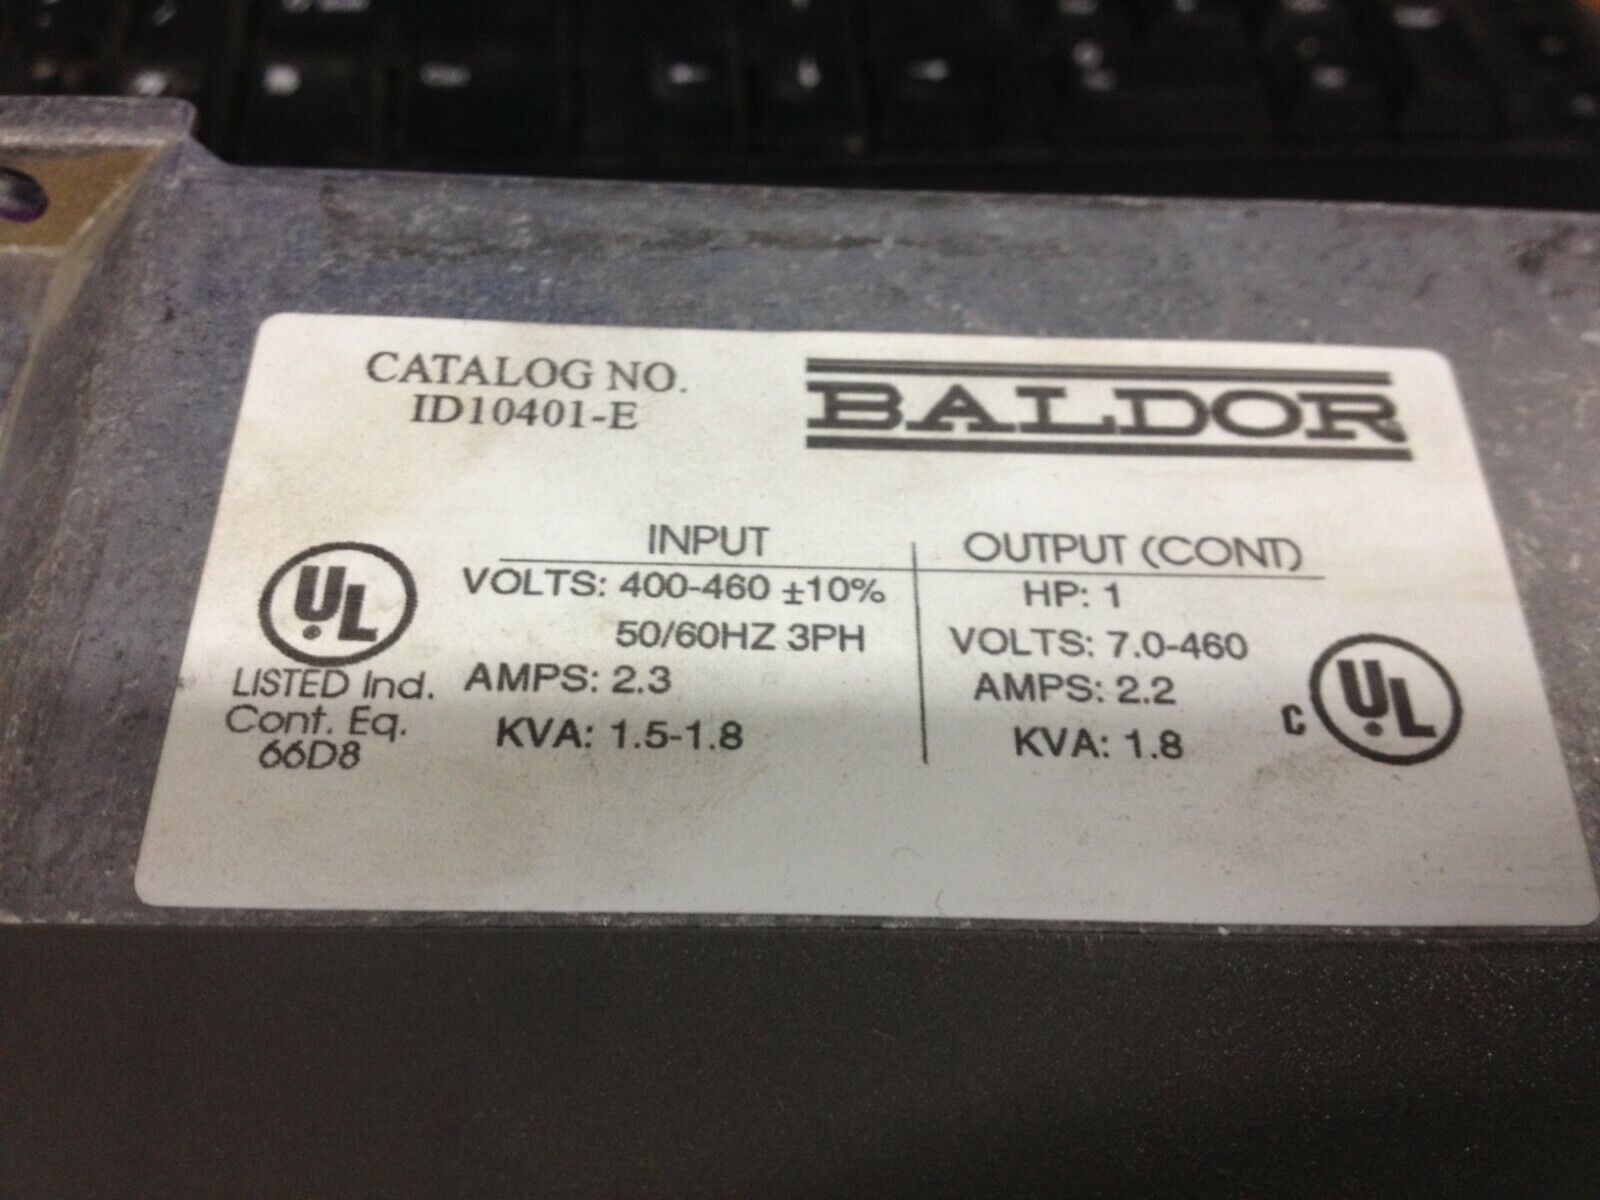 CATALOG NO.
ID10401-E
BALDOR
INPUT
VOLTS: 400-460 ±10%
50/60HZ 3PH
AMPS: 2.3
KVA: 1.5-1.8
OUTPUT (CONT)
HP: 1
VOLTS: 7.0-460
AMPS: 2.2
KVA: 1.8
UL
LISTED Ind.
Cont. Eq.
66D8
c UL